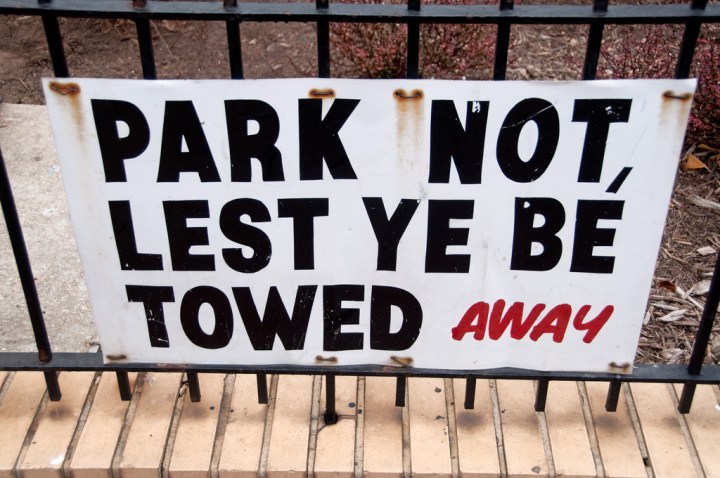 PARK NOT,
LEST YE BE
TOWED AWAY